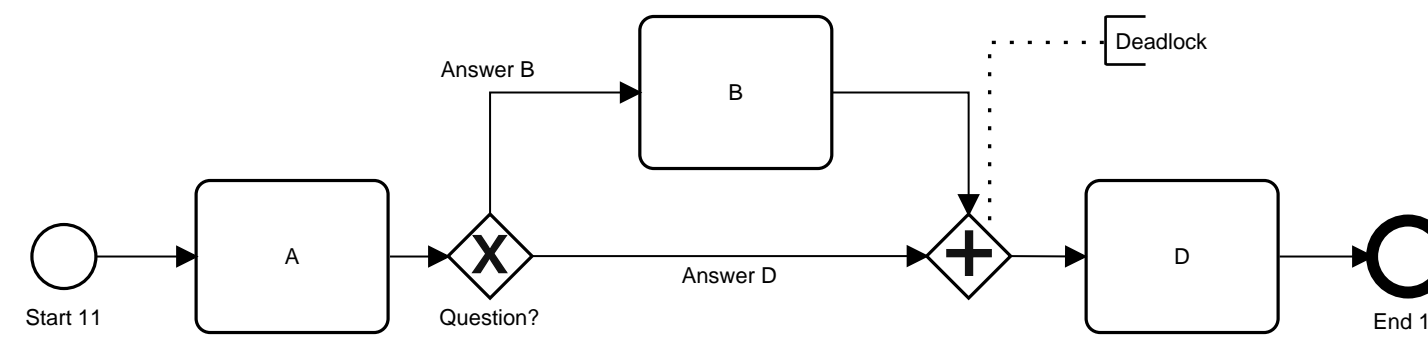 Deadlock
Answer B
B
A
D
Answer D
Start 11
Question?
End 1